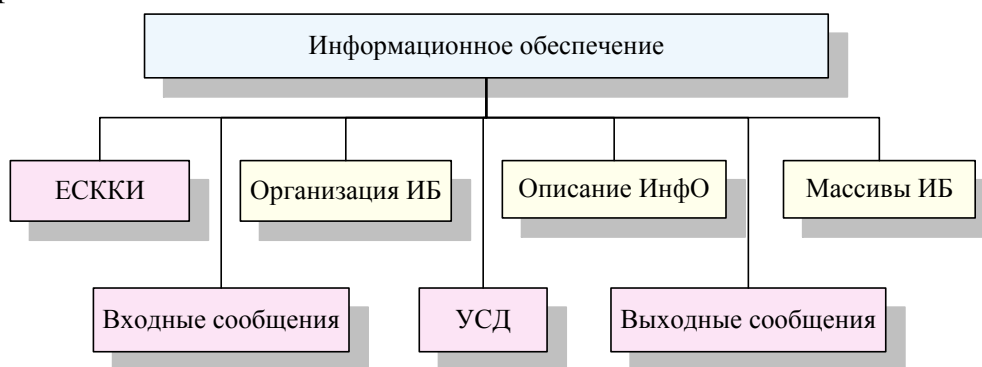 Информационное обеспечение
ЕСККИ
Организация ИБ
Описание ИнфО
Массивы ИБ
Входные сообщения
УСД
Выходные сообщения